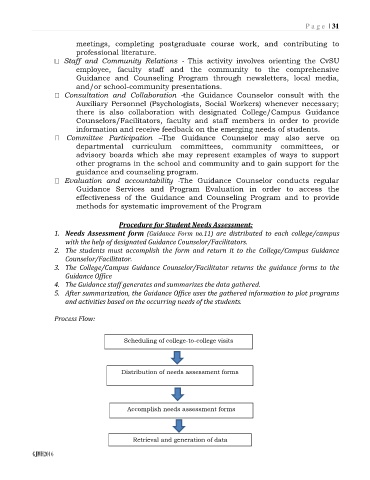 P a g e | 31
meetings, completing postgraduate course work, and contributing to
professional literature.
Staff and Community Relations - This activity involves orienting the CvSU
employee, faculty staff and the community to the comprehensive
Guidance and Counseling Program through newsletters, local media,
and/or school-community presentations.
Consultation and Collaboration -the Guidance Counselor consult with the
Auxiliary Personnel (Psychologists, Social Workers) whenever necessary;
there is also collaboration with designated College/Campus Guidance
Counselors/Facilitators, faculty and staff members in order to provide
information and receive feedback on the emerging needs of students.
Committee Participation –The Guidance Counselor may also serve on
departmental curriculum committees, community committees, or
advisory boards which she may represent examples of ways to support
other programs in the school and community and to gain support for the
guidance and counseling program.
Evaluation and accountability -The Guidance Counselor conducts regular
Guidance Services and Program Evaluation in order to access the
effectiveness of the Guidance and Counseling Program and to provide
methods for systematic improvement of the Program
Procedure for Student Needs Assessment:
1. Needs Assessment form (Guidance Form no.11) are distributed to each college/campus
with the help of designated Guidance Counselor/Facilitators.
2. The students must accomplish the form and return it to the College/Campus Guidance
Counselor/Facilitator.
3. The College/Campus Guidance Counselor/Facilitator returns the guidance forms to the
Guidance Office
4. The Guidance staff generates and summarizes the data gathered.
5. After summarization, the Guidance Office uses the gathered information to plot programs
and activities based on the occurring needs of the students.
Process Flow:
Scheduling of college-to-college visits
Distribution of needs assessment forms
Accomplish needs assessment forms
Retrieval and generation of data
2016